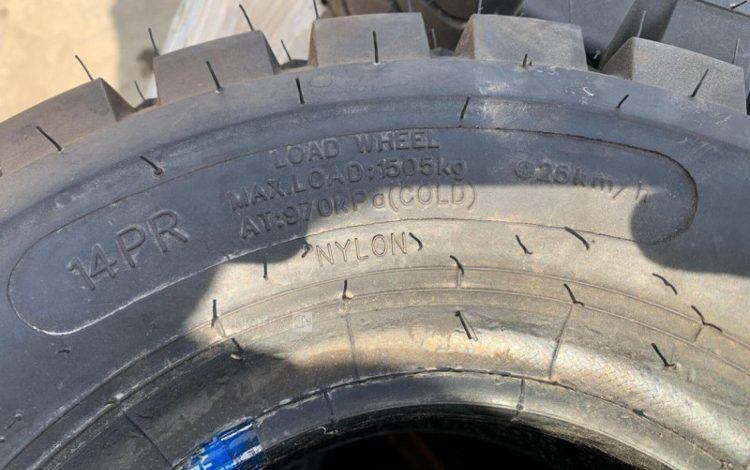 LOAD WHEEL
MAX.LOAD:1505kg @25km/h
AT:970kPa(COLD)
14PR
NYLON